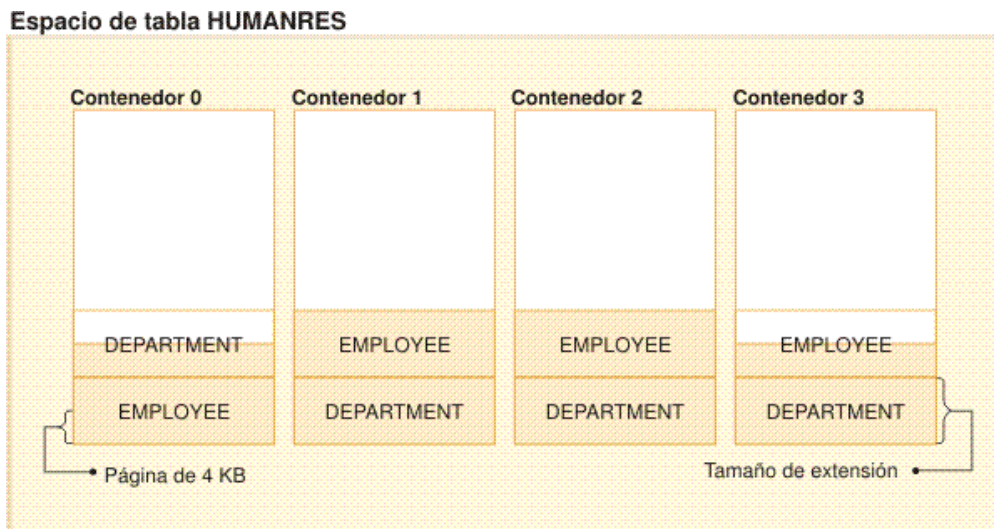 Espacio de tabla HUMANRES
Contenedor 0
Contenedor 1
Contenedor 2
Contenedor 3
DEPARTMENT
EMPLOYEE
EMPLOYEE
EMPLOYEE
EMPLOYEE
DEPARTMENT
DEPARTMENT
DEPARTMENT
Página de 4 KB
Tamaño de extensión